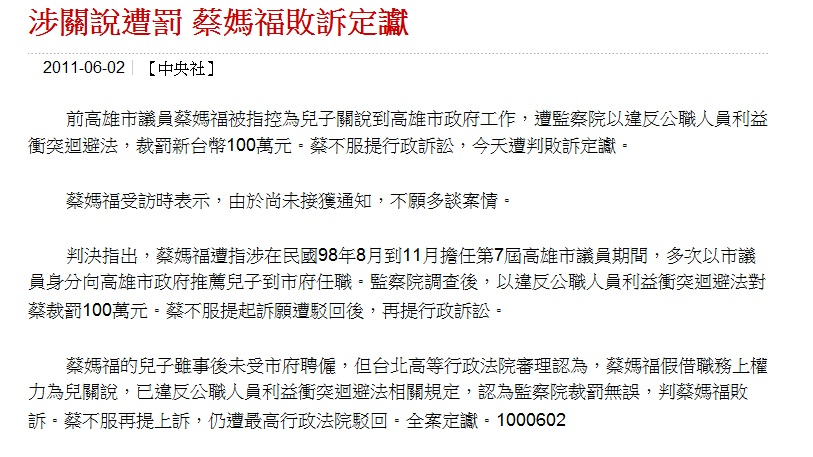 涉關說遭罰 蔡媽福敗訴定讞
2011-06-02 【中央社】
前高雄市議員蔡媽福被指控為兒子關說到高雄市政府工作，遭監察院以違反公職人員利益
衝突迴避法，裁罰新台幣100萬元。蔡不服提行政訴訟，今天遭判敗訴定讞。
蔡媽福受訪時表示，由於尚未接獲通知，不願多談案情。
判決指出，蔡媽福遭指涉在民國98年8月到11月擔任第7屆高雄市議員期間，多次以市議
員身分向高雄市政府推薦兒子到市府任職。監察院調查後，以違反公職人員利益衝突迴避法對
蔡裁罰100萬元。蔡不服提起訴願遭駁回後，再提行政訴訟。
蔡媽福的兒子雖事後未受市府聘僱，但台北高等行政法院審理認為，蔡媽福假借職務上權
力為兒關說，已違反公職人員利益衝突迴避法相關規定，認為監察院裁罰無誤，判蔡媽福敗
訴。蔡不服再提上訴，仍遭最高行政法院駁回。全案定讞。1000602